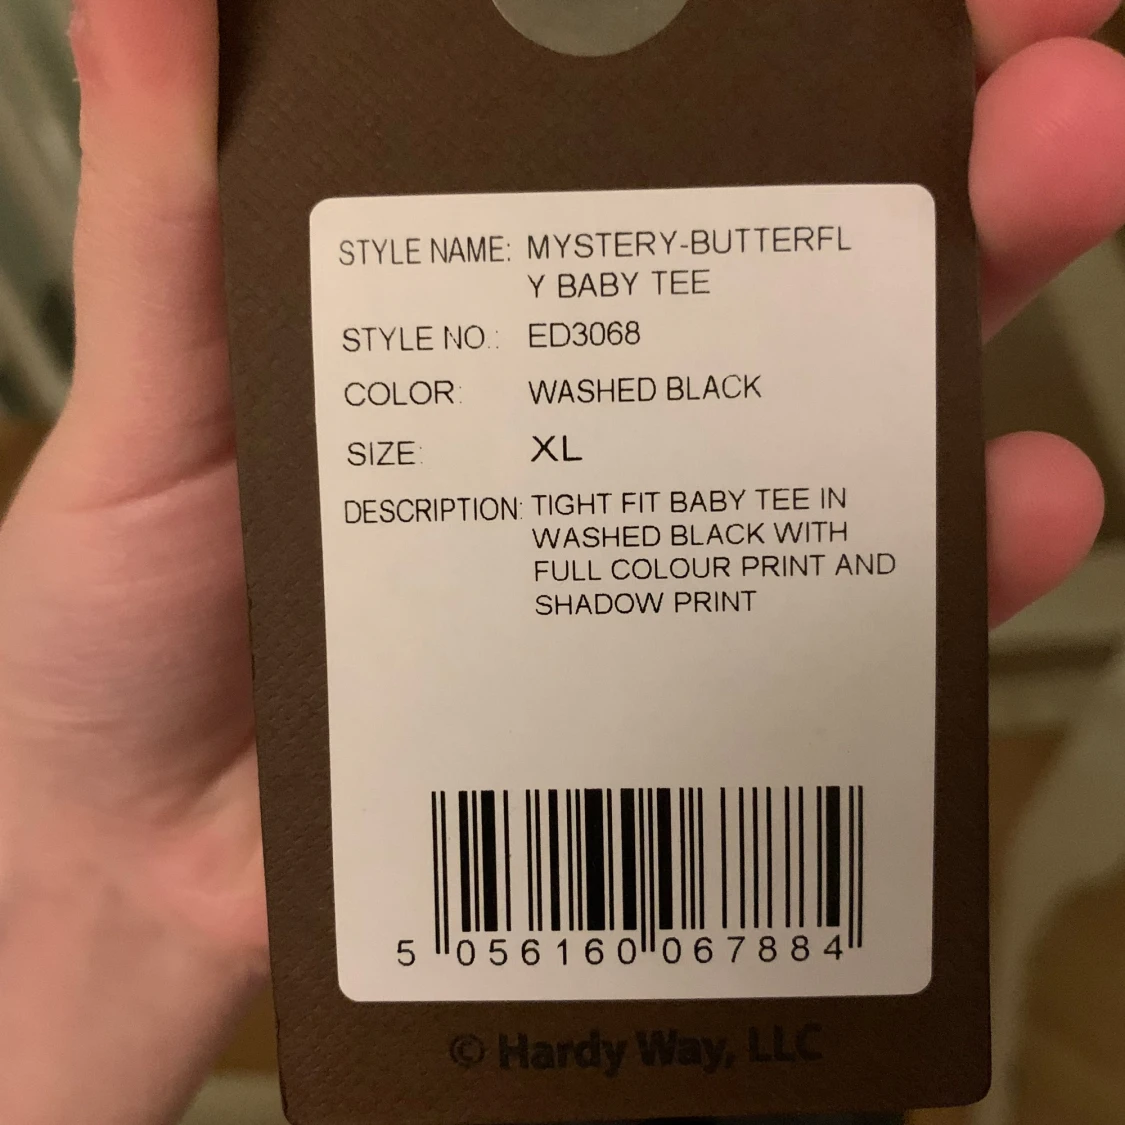 STYLE NAME: MYSTERY-BUTTERFL
Y BABY TEE
STYLE NO.: ED3068
COLOR: WASHED BLACK
SIZE: XL
DESCRIPTION: TIGHT FIT BABY TEE IN
WASHED BLACK WITH
FULL COLOUR PRINT AND
SHADOW PRINT
5 056160 067884
© Hardy Way, LLC